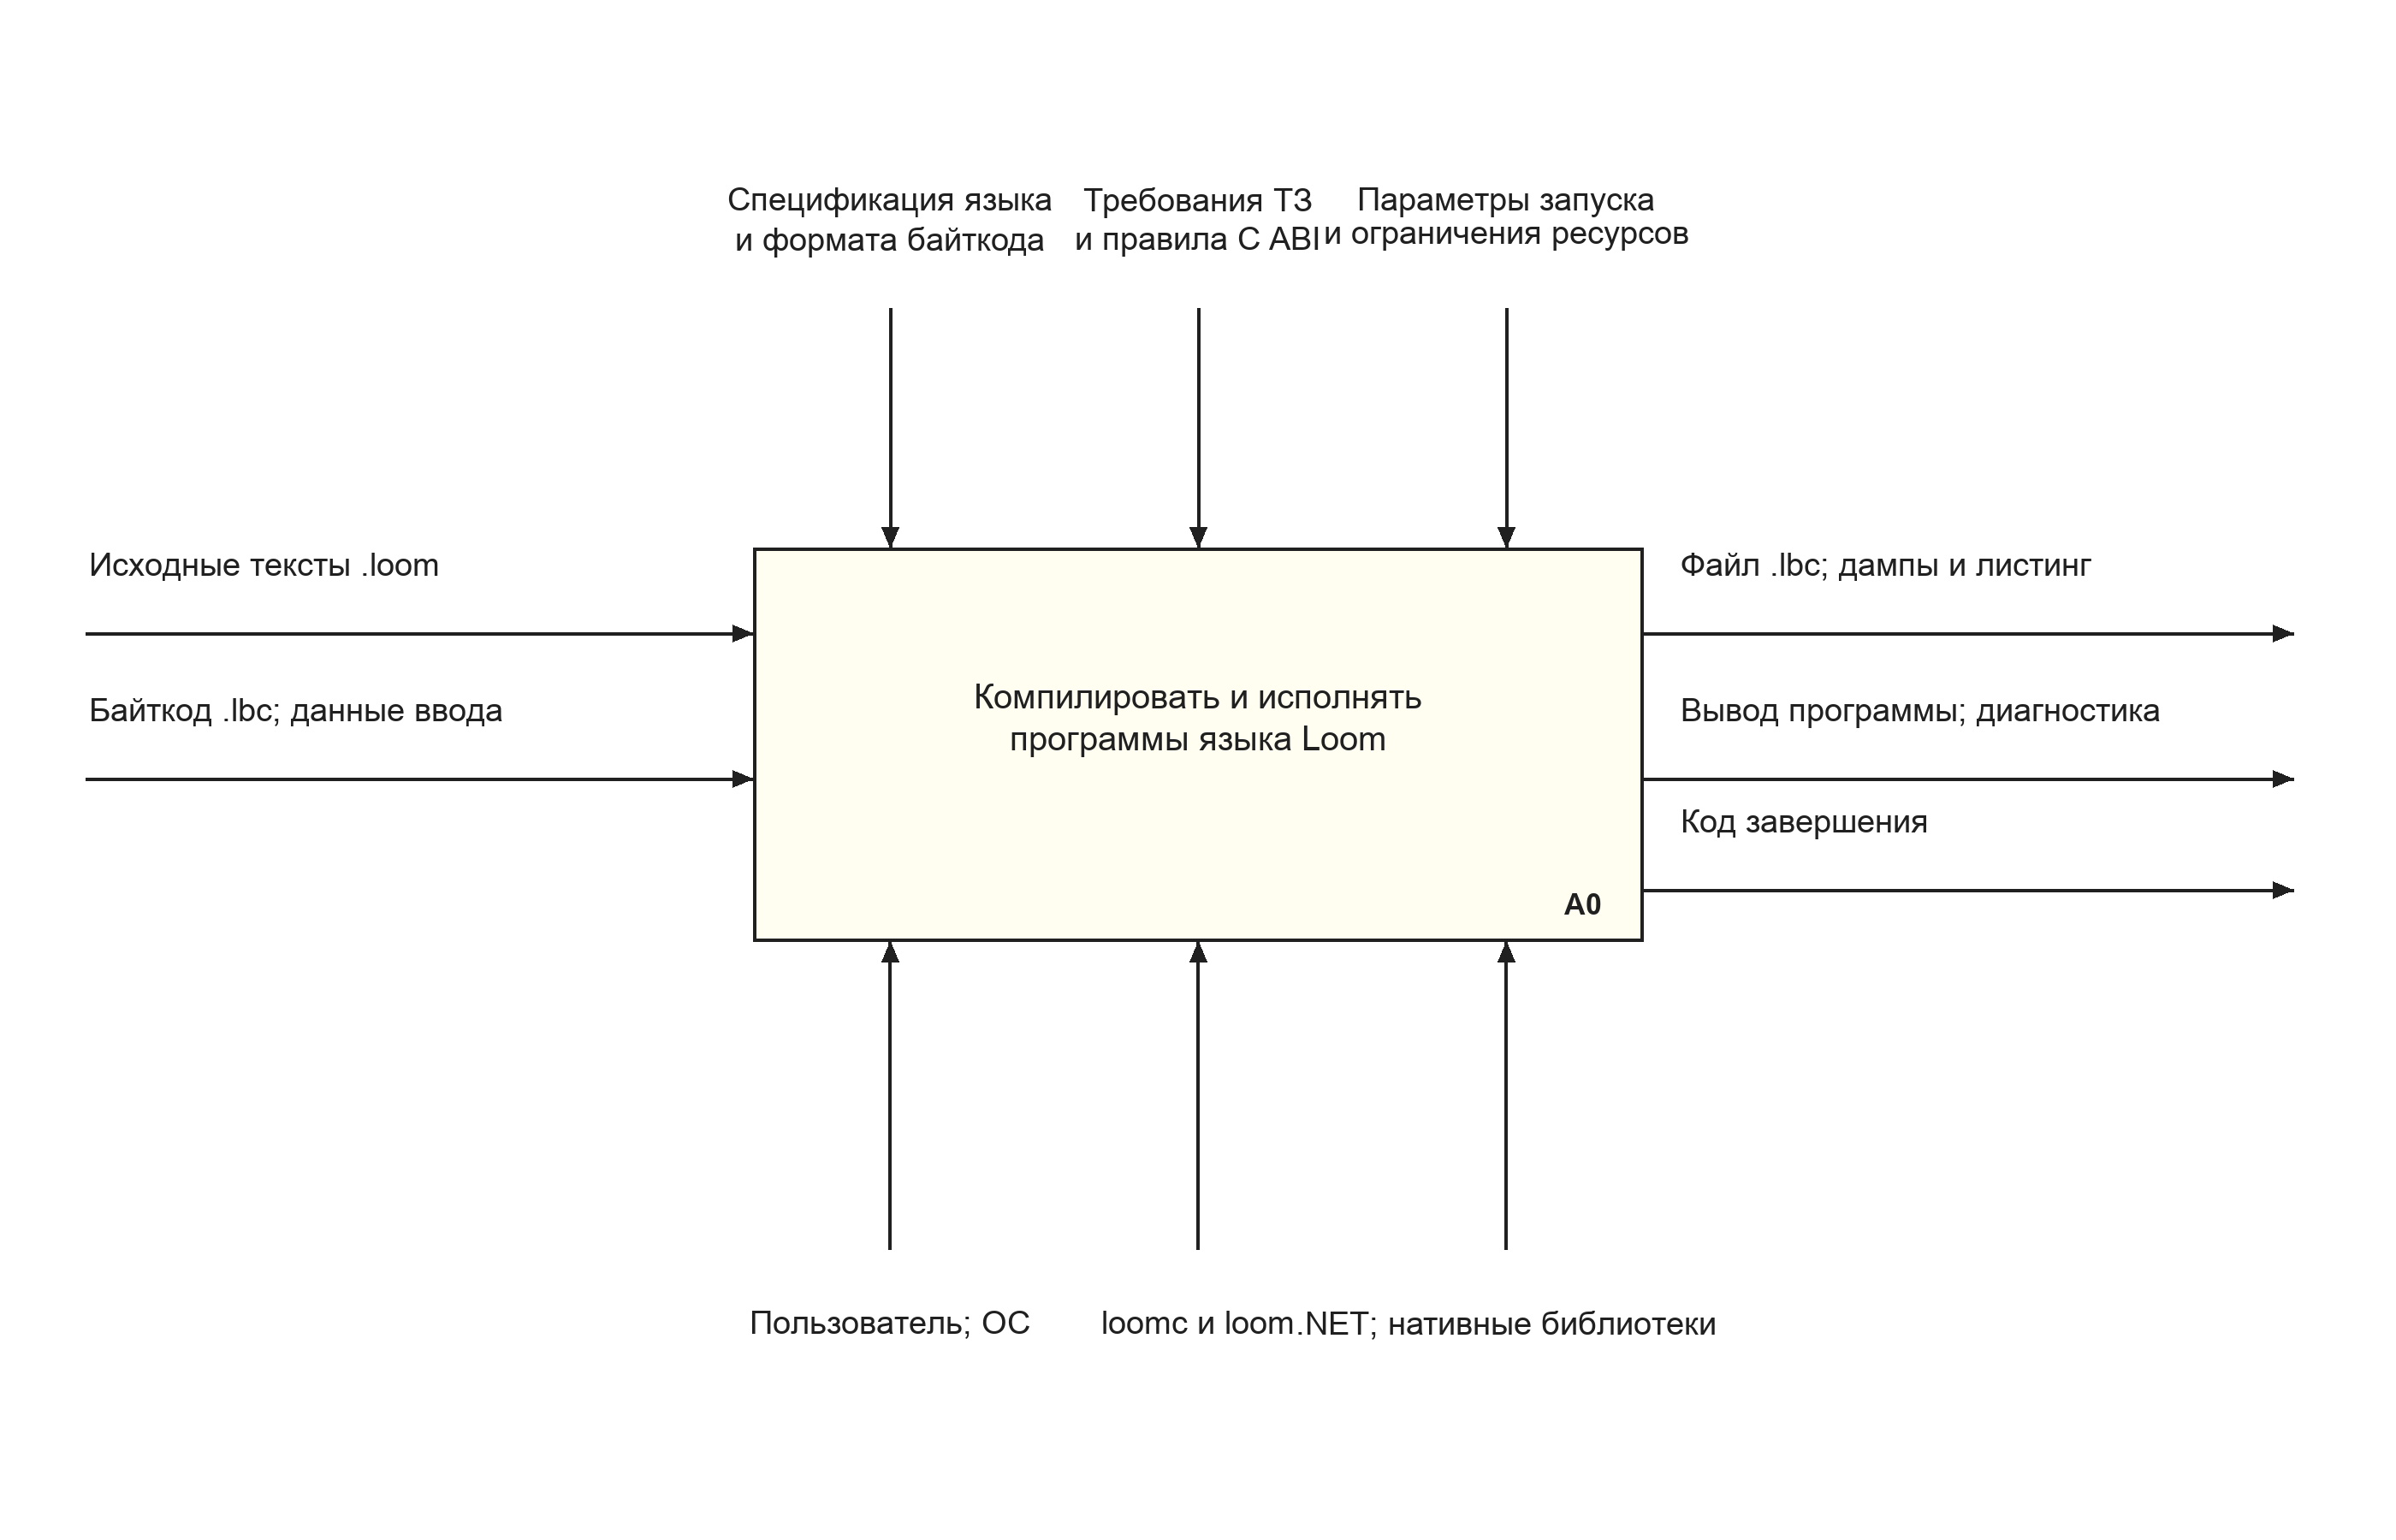 Спецификация языка
и формата байткода
Требования ТЗ
и правила C ABI
Параметры запуска
и ограничения ресурсов
Исходные тексты .loom
Байткод .lbc; данные ввода
Компилировать и исполнять
программы языка Loom
A0
Файл .lbc; дампы и листинг
Вывод программы; диагностика
Код завершения
Пользователь; ОС
loomc и loom
.NET; нативные библиотеки